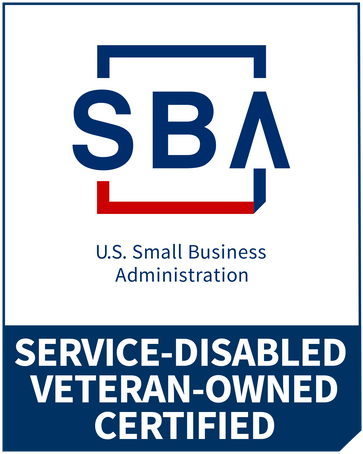 SBA
U.S. Small Business
Administration
SERVICE-DISABLED
VETERAN-OWNED
CERTIFIED